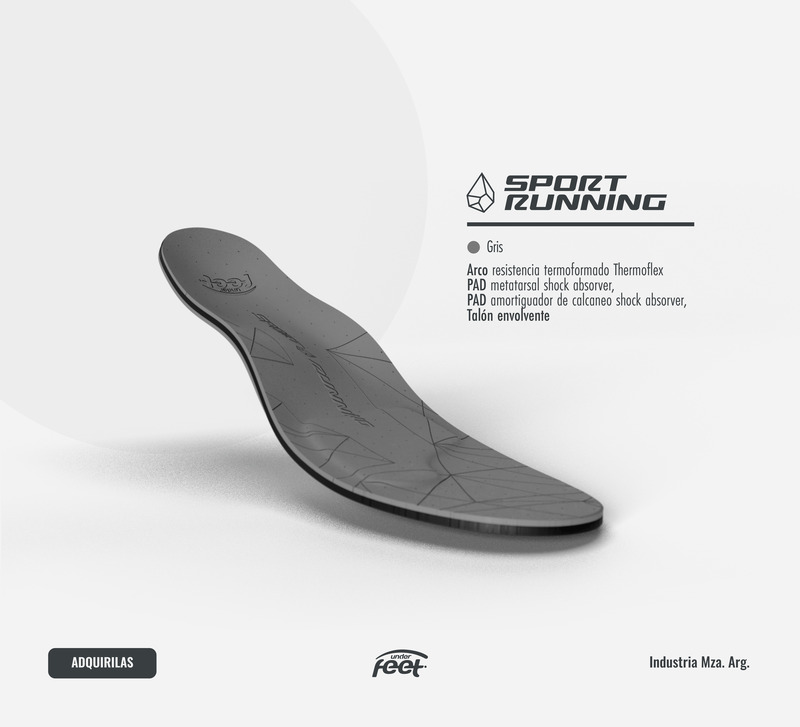 SPORT
RUNNING
Gris
Arco resistencia termoformado Thermoflex
PAD metatarsal shock absorver,
PAD amortiguador de calcaneo shock absorver,
Talón envolvente
under
feet
SPORT RUNNING
ADQUIRILAS
under
feet
Industria Mza. Arg.